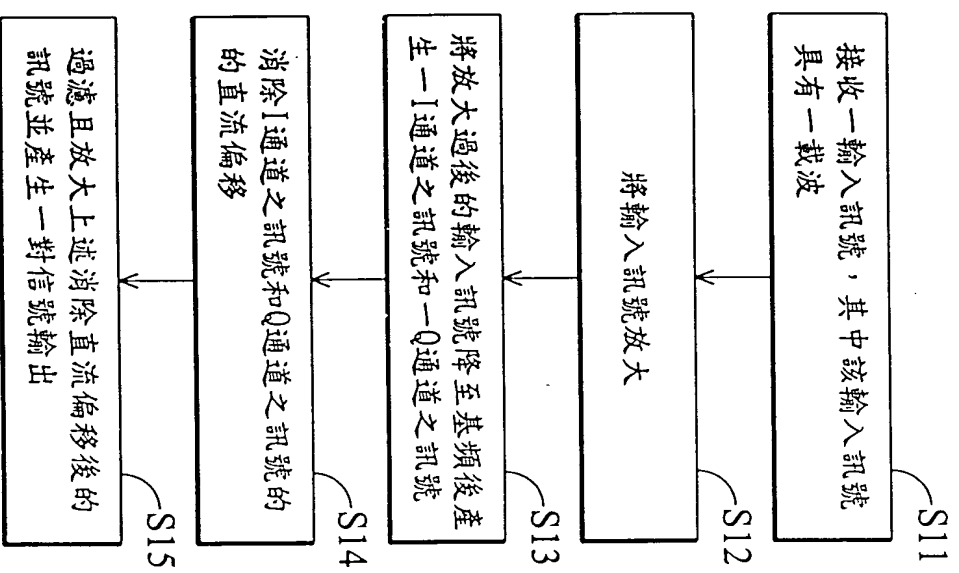 接收一輸入訊號，其中該輸入訊號
具有一載波
S11
將輸入訊號放大
S12
將放大過後的輸入訊號降至基頻後產
生一I通道之訊號和一Q通道之訊號
S13
消除I通道之訊號和Q通道之訊號的
的直流偏移
S14
過濾且放大上述消除直流偏移後的
訊號並產生一對信號輸出
S15